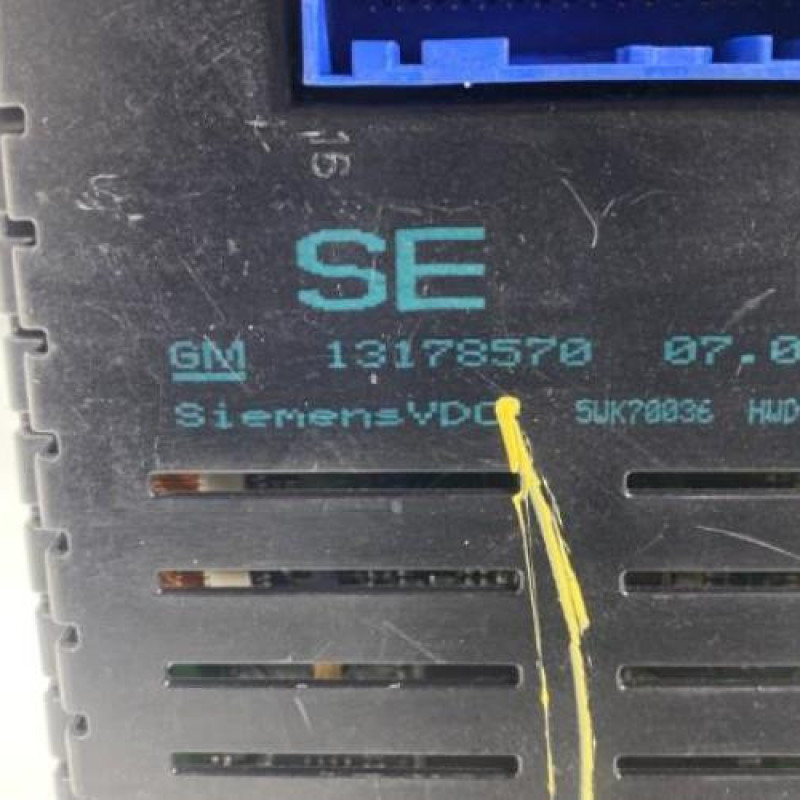 16
SE
GM 13178570 07.0
SiemensVDO 5WK70036 HWD